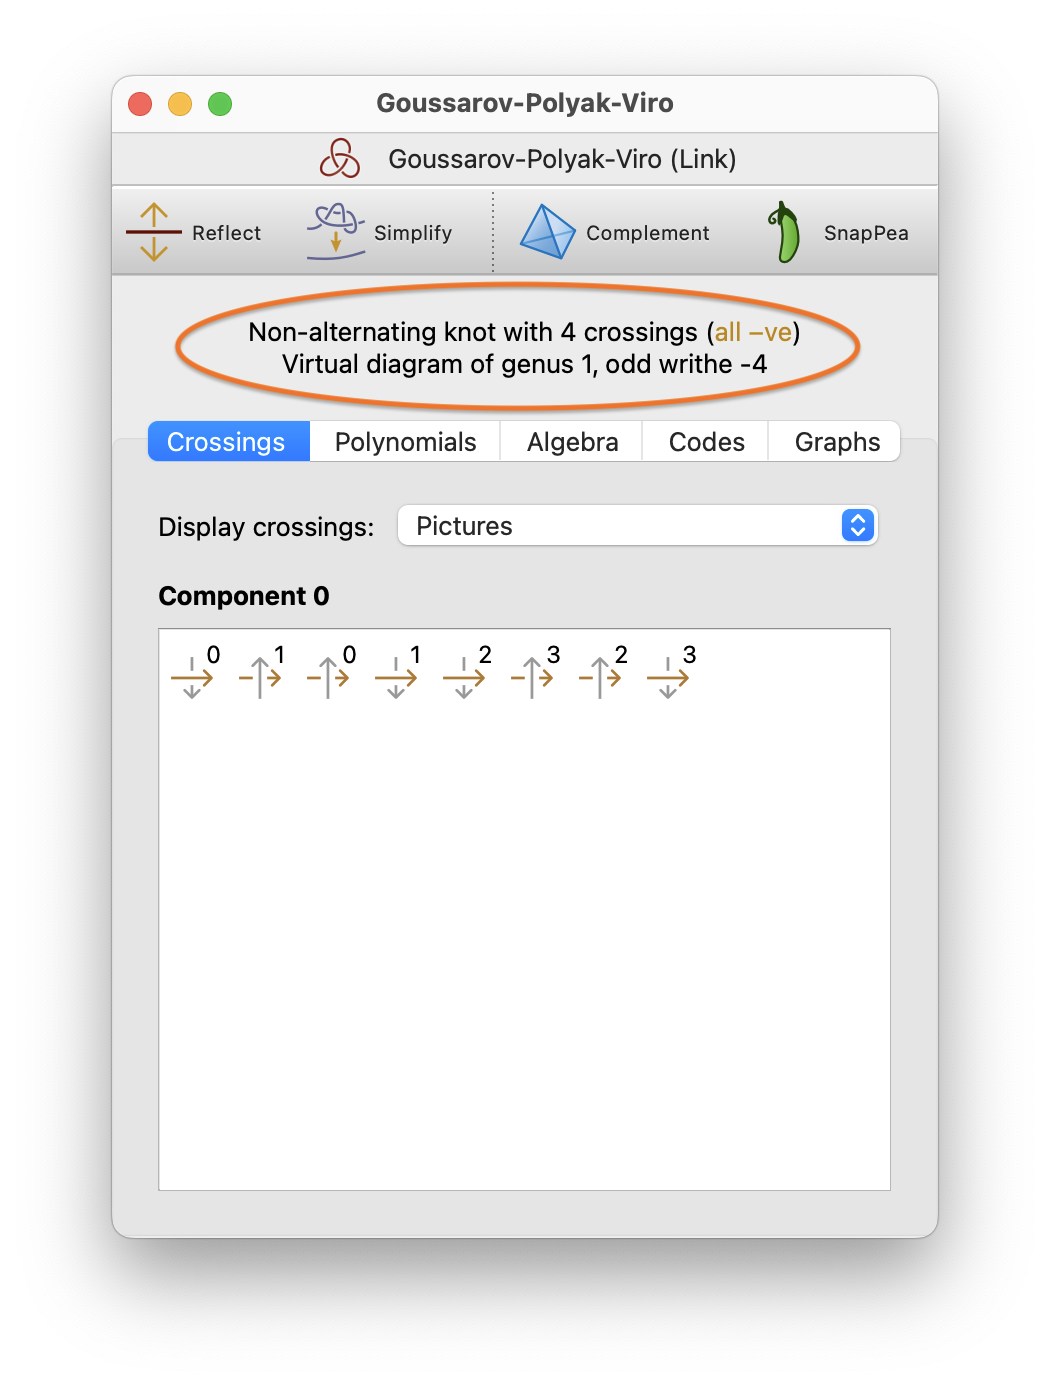 Goussarov-Polyak-Viro
Goussarov-Polyak-Viro (Link)
Reflect Simplify Complement SnapPea
Non-alternating knot with 4 crossings (all –ve)
Virtual diagram of genus 1, odd writhe -4
Crossings Polynomials Algebra Codes Graphs
Display crossings: Pictures
Component 0
0 1 0 1 2 3 2 3